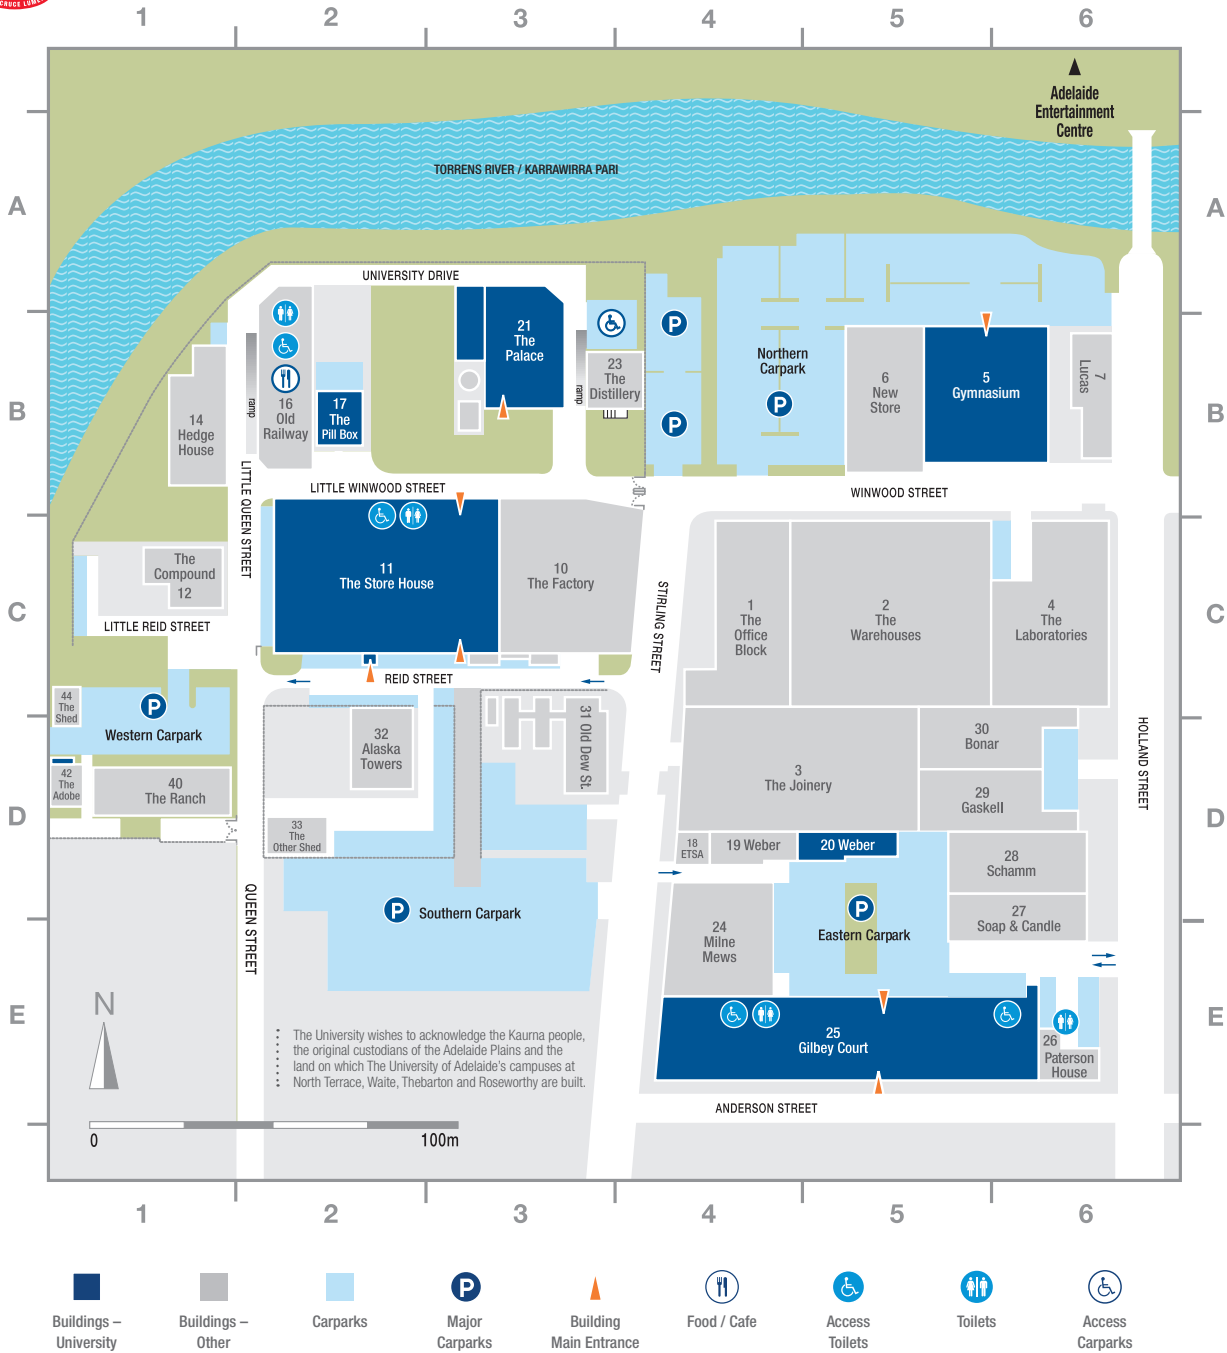 CRUCE LUMEN
1 2 3 4 5 6
Adelaide
Entertainment
Centre
TORRENS RIVER / KARRAWIRRA PARI
A
A
UNIVERSITY DRIVE
21
The
Palace
23
The
Distillery
ramp
ramp
16
Old
Railway
17
The
Pill Box
14
Hedge
House
P
P
Northern
Carpark
P
6
New
Store
5
Gymnasium
7
Lucas
B
B
LITTLE WINWOOD STREET
WINWOOD STREET
LITTLE QUEEN STREET
11
The Store House
10
The Factory
The
Compound
12
STIRLING STREET
1
The
Office
Block
2
The
Warehouses
4
The
Laboratories
C
C
LITTLE REID STREET
REID STREET
44
The
Shed
P
Western Carpark
42
The
Adobe
40
The Ranch
32
Alaska
Towers
31 Old Dew St.
33
The
Other Shed
3
The Joinery
30
Bonar
29
Gaskell
HOLLAND STREET
D
D
18
ETSA
19 Weber
20 Weber
28
Schamm
27
Soap & Candle
QUEEN STREET
P
Southern Carpark
24
Milne
Mews
P
Eastern Carpark
N
E
E
25
Gilbey Court
26
Paterson
House
The University wishes to acknowledge the Kaurna people,
the original custodians of the Adelaide Plains and the
land on which The University of Adelaide's campuses at
North Terrace, Waite, Thebarton and Roseworthy are built.
ANDERSON STREET
0 100m
1 2 3 4 5 6
P
Buildings –
University
Buildings –
Other
Carparks
Major
Carparks
Building
Main Entrance
Food / Cafe
Access
Toilets
Toilets
Access
Carparks